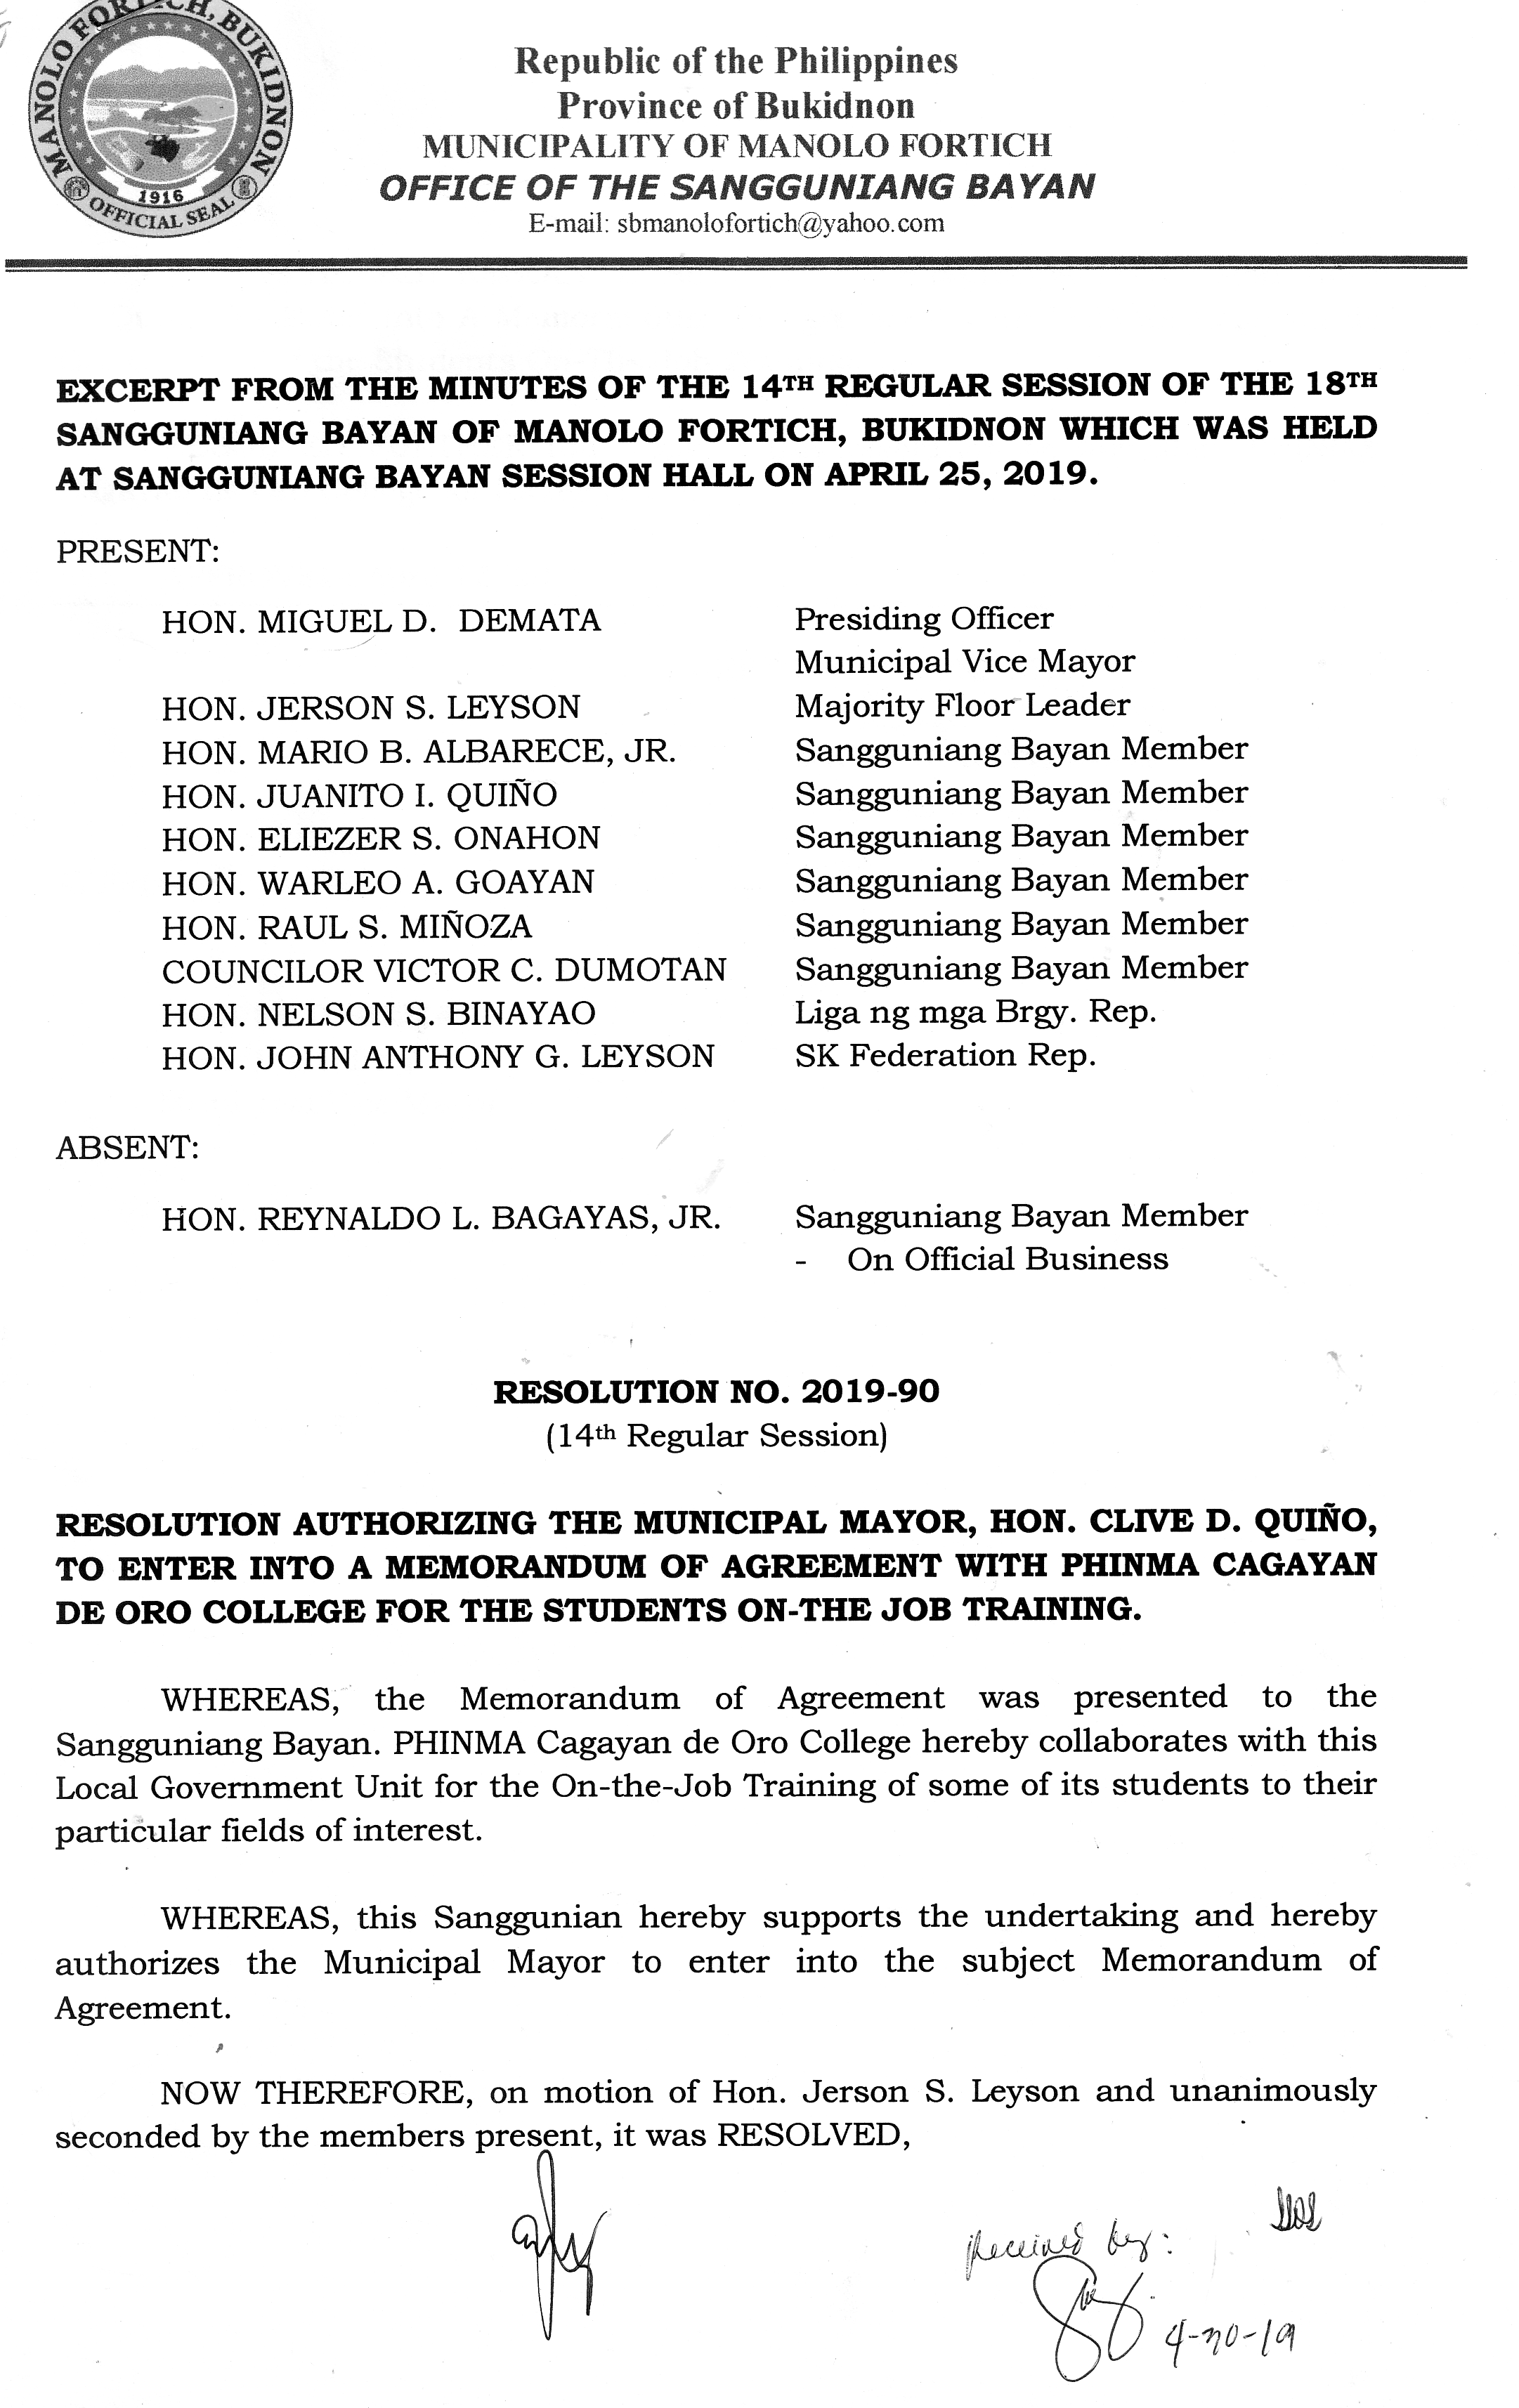 MANOLO FORTICH, BUKIDNON
1916
OFFICIAL SEAL
Republic of the Philippines
Province of Bukidnon
MUNICIPALITY OF MANOLO FORTICH
OFFICE OF THE SANGGUNIANG BAYAN
E-mail: sbmanolofortich@yahoo.com
EXCERPT FROM THE MINUTES OF THE 14TH REGULAR SESSION OF THE 18TH
SANGGUNIANG BAYAN OF MANOLO FORTICH, BUKIDNON WHICH WAS HELD
AT SANGGUNIANG BAYAN SESSION HALL ON APRIL 25, 2019.
PRESENT:
HON. MIGUEL D. DEMATA Presiding Officer
Municipal Vice Mayor
HON. JERSON S. LEYSON Majority Floor Leader
HON. MARIO B. ALBARECE, JR. Sangguniang Bayan Member
HON. JUANITO I. QUIÑO Sangguniang Bayan Member
HON. ELIEZER S. ONAHON Sangguniang Bayan Member
HON. WARLEO A. GOAYAN Sangguniang Bayan Member
HON. RAUL S. MIÑOZA Sangguniang Bayan Member
COUNCILOR VICTOR C. DUMOTAN Sangguniang Bayan Member
HON. NELSON S. BINAYAO Liga ng mga Brgy. Rep.
HON. JOHN ANTHONY G. LEYSON SK Federation Rep.
ABSENT:
HON. REYNALDO L. BAGAYAS, JR. Sangguniang Bayan Member
- On Official Business
RESOLUTION NO. 2019-90
(14th Regular Session)
RESOLUTION AUTHORIZING THE MUNICIPAL MAYOR, HON. CLIVE D. QUIÑO,
TO ENTER INTO A MEMORANDUM OF AGREEMENT WITH PHINMA CAGAYAN
DE ORO COLLEGE FOR THE STUDENTS ON-THE JOB TRAINING.
WHEREAS, the Memorandum of Agreement was presented to the
Sangguniang Bayan. PHINMA Cagayan de Oro College hereby collaborates with this
Local Government Unit for the On-the-Job Training of some of its students to their
particular fields of interest.
WHEREAS, this Sanggunian hereby supports the undertaking and hereby
authorizes the Municipal Mayor to enter into the subject Memorandum of
Agreement.
NOW THEREFORE, on motion of Hon. Jerson S. Leyson and unanimously
seconded by the members present, it was RESOLVED,
Received by: